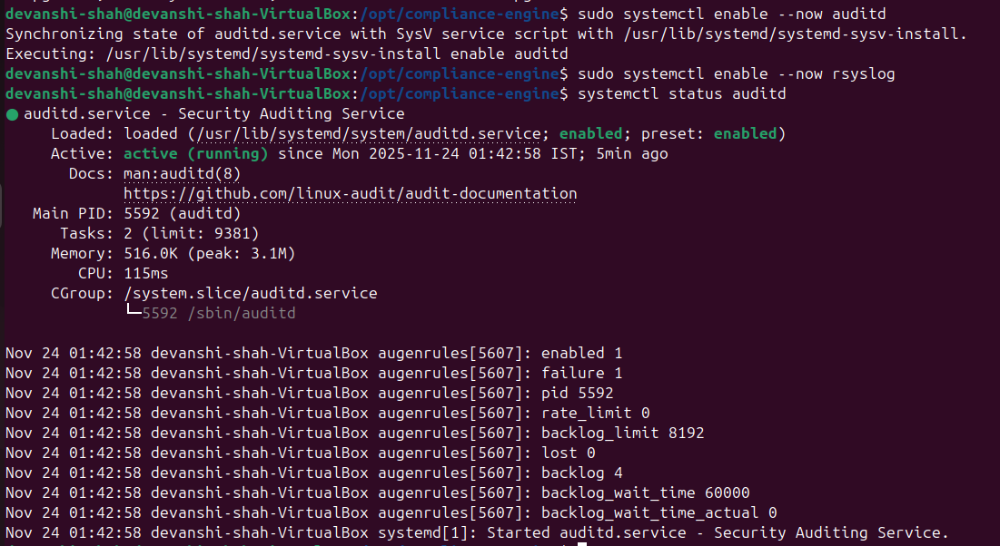 devanshi-shah@devanshi-shah-VirtualBox:/opt/compliance-engine$ sudo systemctl enable --now auditd
Synchronizing state of auditd.service with SysV service script with /usr/lib/systemd/systemd-sysv-install.
Executing: /usr/lib/systemd/systemd-sysv-install enable auditd
devanshi-shah@devanshi-shah-VirtualBox:/opt/compliance-engine$ sudo systemctl enable --now rsyslog
devanshi-shah@devanshi-shah-VirtualBox:/opt/compliance-engine$ systemctl status auditd
● auditd.service - Security Auditing Service
     Loaded: loaded (/usr/lib/systemd/system/auditd.service; enabled; preset: enabled)
     Active: active (running) since Mon 2025-11-24 01:42:58 IST; 5min ago
       Docs: man:auditd(8)
             https://github.com/linux-audit/audit-documentation
   Main PID: 5592 (auditd)
      Tasks: 2 (limit: 9381)
     Memory: 516.0K (peak: 3.1M)
        CPU: 115ms
     CGroup: /system.slice/auditd.service
             └─5592 /sbin/auditd

Nov 24 01:42:58 devanshi-shah-VirtualBox augenrules[5607]: enabled 1
Nov 24 01:42:58 devanshi-shah-VirtualBox augenrules[5607]: failure 1
Nov 24 01:42:58 devanshi-shah-VirtualBox augenrules[5607]: pid 5592
Nov 24 01:42:58 devanshi-shah-VirtualBox augenrules[5607]: rate_limit 0
Nov 24 01:42:58 devanshi-shah-VirtualBox augenrules[5607]: backlog_limit 8192
Nov 24 01:42:58 devanshi-shah-VirtualBox augenrules[5607]: lost 0
Nov 24 01:42:58 devanshi-shah-VirtualBox augenrules[5607]: backlog 4
Nov 24 01:42:58 devanshi-shah-VirtualBox augenrules[5607]: backlog_wait_time 60000
Nov 24 01:42:58 devanshi-shah-VirtualBox augenrules[5607]: backlog_wait_time_actual 0
Nov 24 01:42:58 devanshi-shah-VirtualBox systemd[1]: Started auditd.service - Security Auditing Service.